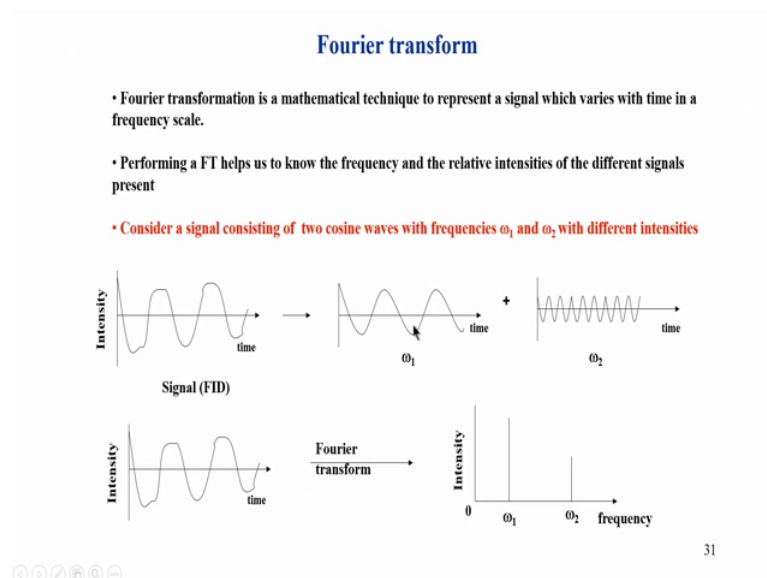 Fourier transform
• Fourier transformation is a mathematical technique to represent a signal which varies with time in a
frequency scale.
• Performing a FT helps us to know the frequency and the relative intensities of the different signals
present
• Consider a signal consisting of two cosine waves with frequencies ω1 and ω2 with different intensities
Intensity
time
Signal (FID)
time
ω1
+
time
ω2
Intensity
time
Fourier
transform
Intensity
0
ω1
ω2
frequency
31